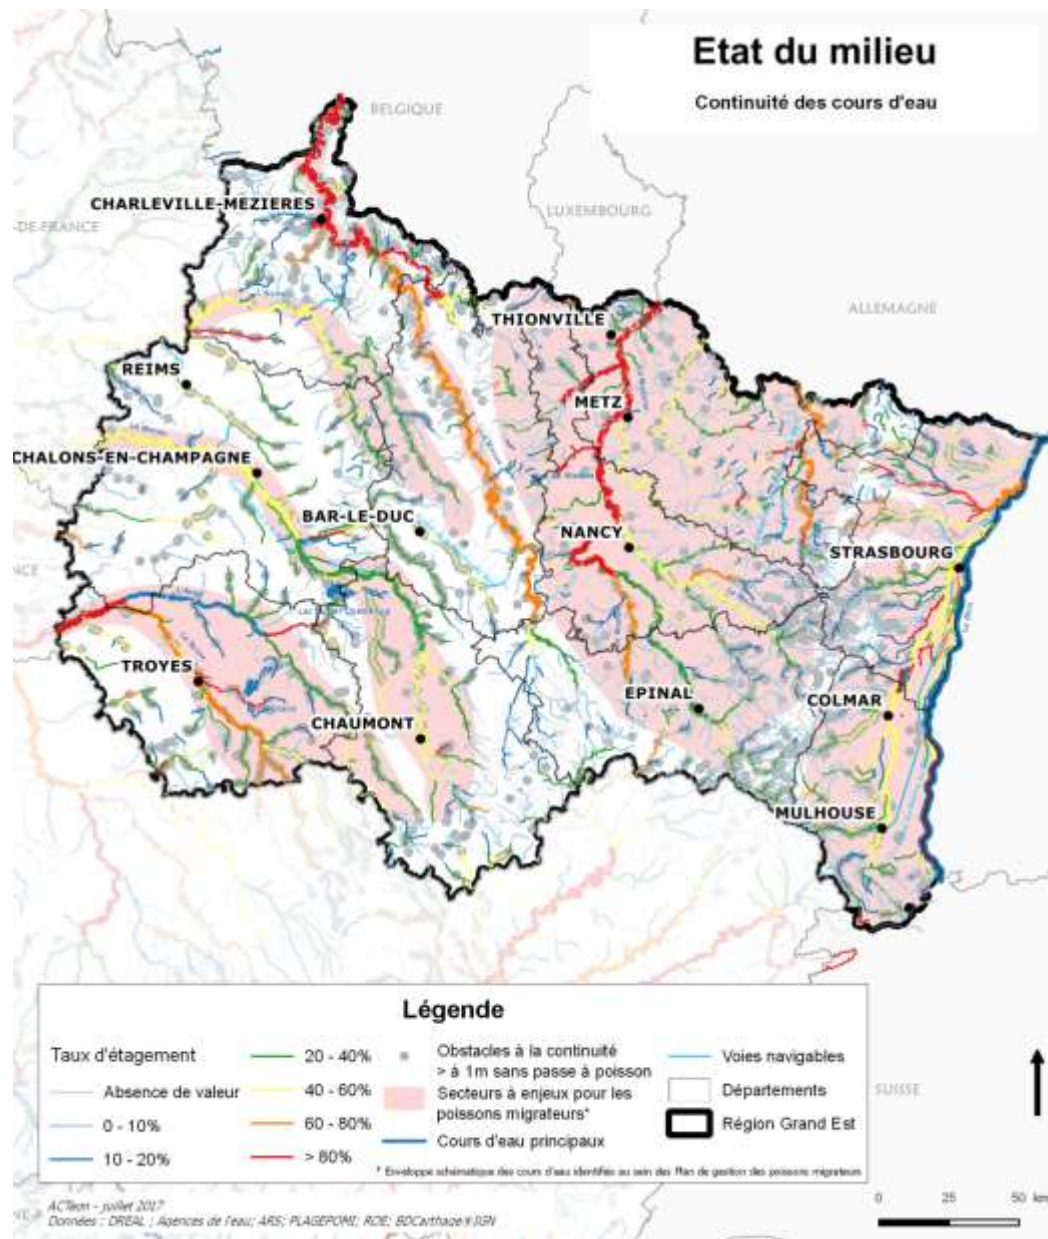 Etat du milieu
Continuité des cours d'eau
BELGIQUE
CHARLEVILLE-MEZIERES
LUXEMBOURG
-DE-FRANCE
ALLEMAGNE
THIONVILLE
REIMS
METZ
CHALONS-EN-CHAMPAGNE
BAR-LE-DUC
NANCY
STRASBOURG
TROYES
EPINAL
COLMAR
CHAUMONT
MULHOUSE
SUISSE
Légende
Taux d'étagement
Absence de valeur
0 - 10%
10 - 20%
20 - 40%
40 - 60%
60 - 80%
> 80%
Obstacles à la continuité
> à 1m sans passe à poisson
Secteurs à enjeux pour les
poissons migrateurs*
Cours d'eau principaux
Voies navigables
Départements
Région Grand Est
* Enveloppe schématique des cours d'eau identifiés au sein des Plan de gestion des poissons migrateurs
ACTeon - juillet 2017
Données : DREAL ; Agences de l'eau; ARS; PLAGEPOMI; ROE; BDCarthage®IGN
0 25 50 km